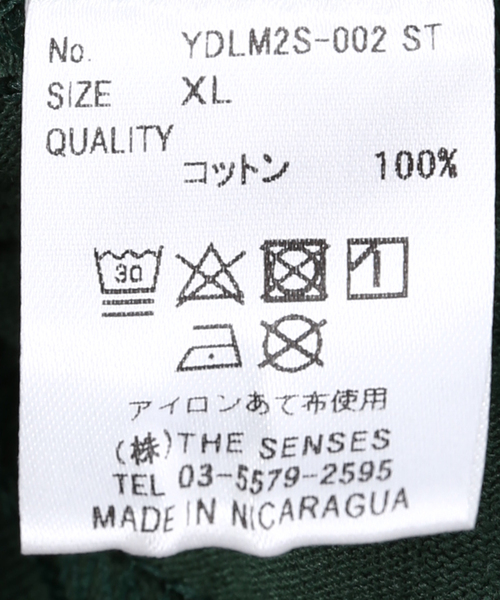 No. YDLM2S-002 ST
SIZE XL
QUALITY
コットン 100%
30
アイロンあて布使用
(株)THE SENSES
TEL 03-5579-2595
MADE IN NICARAGUA